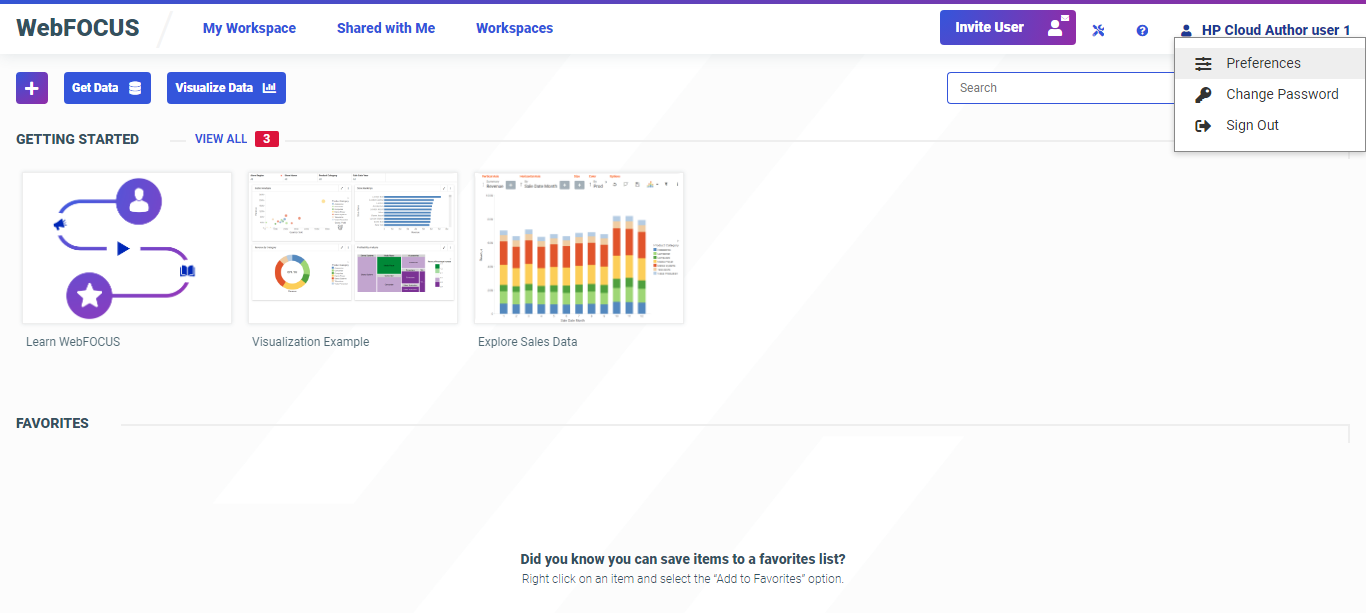 WebFOCUS
My Workspace
Shared with Me
Workspaces
Invite User
HP Cloud Author user 1
Preferences
Change Password
Sign Out
Get Data
Visualize Data
Search
GETTING STARTED
VIEW ALL 3
Learn WebFOCUS
Visualization Example
Explore Sales Data
FAVORITES
Did you know you can save items to a favorites list?
Right click on an item and select the “Add to Favorites” option.